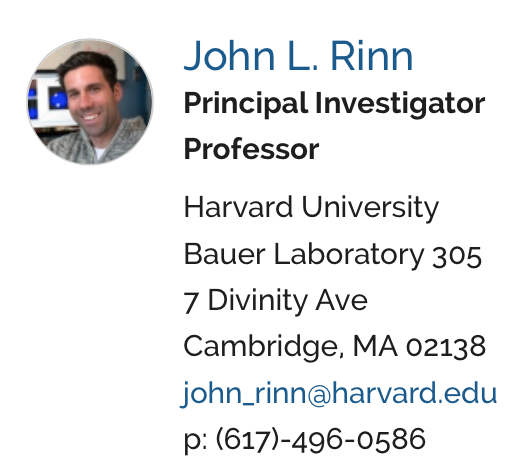 John L. Rinn
Principal Investigator
Professor
Harvard University
Bauer Laboratory 305
7 Divinity Ave
Cambridge, MA 02138
john_rinn@harvard.edu
p: (617)-496-0586